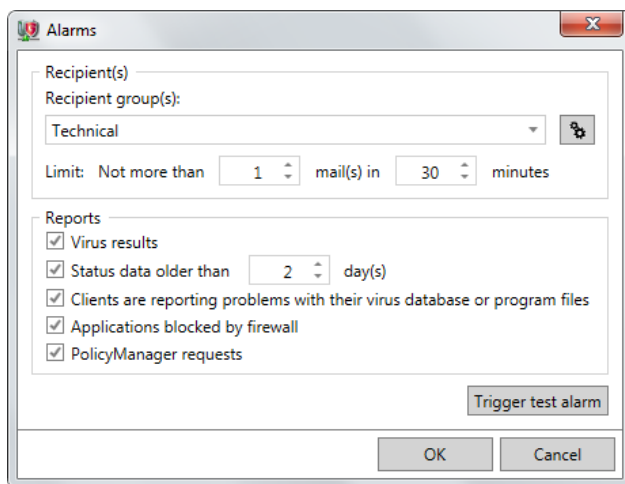 Alarms
Recipient(s)
Recipient group(s):
Technical
Limit: Not more than 1 mail(s) in 30 minutes
Reports
Virus results
Status data older than 2 day(s)
Clients are reporting problems with their virus database or program files
Applications blocked by firewall
PolicyManager requests
Trigger test alarm
OK Cancel